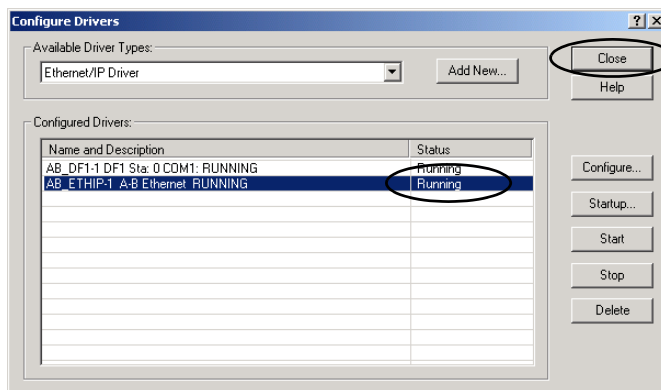 Configure Drivers
Available Driver Types:
Ethernet/IP Driver
Add New...
Close
Help
Configured Drivers:
Name and Description
Status
AB_DF1-1 DF1 Sta: 0 COM1: RUNNING
Running
AB_ETHIP-1 A-B Ethernet RUNNING
Running
Configure...
Startup...
Start
Stop
Delete